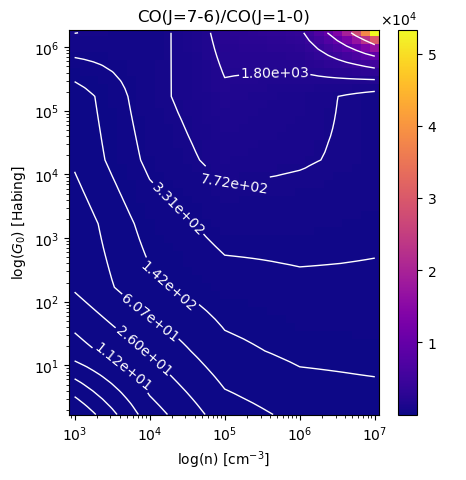 CO(J=7-6)/CO(J=1-0)
×10⁴
log(G₀) [Habing]
10⁶
10⁵
10⁴
10³
10²
10¹
1.80e+03
7.72e+02
3.31e+02
1.42e+02
6.07e+01
2.60e+01
1.12e+01
5
4
3
2
1
10³ 10⁴ 10⁵ 10⁶ 10⁷
log(n) [cm⁻³]